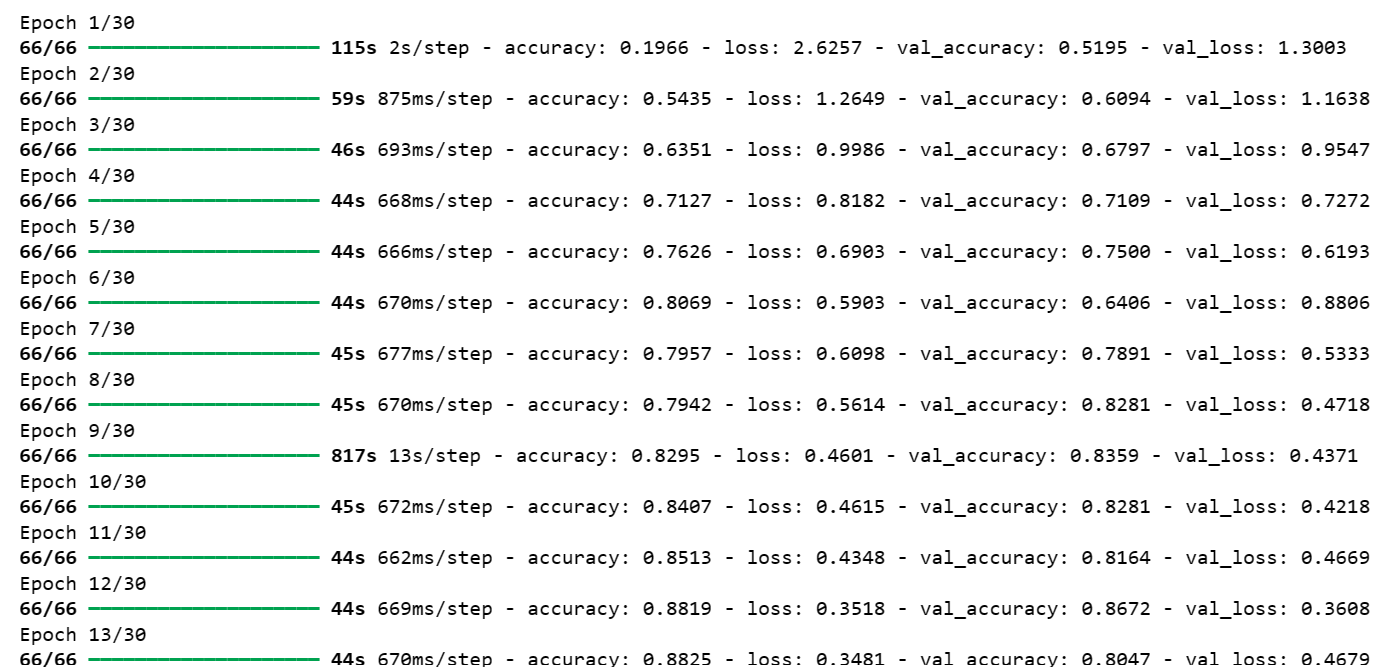 Epoch 1/30
66/66 ━━━━━━━━━━━━━━━━━━━━ 115s 2s/step - accuracy: 0.1966 - loss: 2.6257 - val_accuracy: 0.5195 - val_loss: 1.3003
Epoch 2/30
66/66 ━━━━━━━━━━━━━━━━━━━━ 59s 875ms/step - accuracy: 0.5435 - loss: 1.2649 - val_accuracy: 0.6094 - val_loss: 1.1638
Epoch 3/30
66/66 ━━━━━━━━━━━━━━━━━━━━ 46s 693ms/step - accuracy: 0.6351 - loss: 0.9986 - val_accuracy: 0.6797 - val_loss: 0.9547
Epoch 4/30
66/66 ━━━━━━━━━━━━━━━━━━━━ 44s 668ms/step - accuracy: 0.7127 - loss: 0.8182 - val_accuracy: 0.7109 - val_loss: 0.7272
Epoch 5/30
66/66 ━━━━━━━━━━━━━━━━━━━━ 44s 666ms/step - accuracy: 0.7626 - loss: 0.6903 - val_accuracy: 0.7500 - val_loss: 0.6193
Epoch 6/30
66/66 ━━━━━━━━━━━━━━━━━━━━ 44s 670ms/step - accuracy: 0.8069 - loss: 0.5903 - val_accuracy: 0.6406 - val_loss: 0.8806
Epoch 7/30
66/66 ━━━━━━━━━━━━━━━━━━━━ 45s 677ms/step - accuracy: 0.7957 - loss: 0.6098 - val_accuracy: 0.7891 - val_loss: 0.5333
Epoch 8/30
66/66 ━━━━━━━━━━━━━━━━━━━━ 45s 670ms/step - accuracy: 0.7942 - loss: 0.5614 - val_accuracy: 0.8281 - val_loss: 0.4718
Epoch 9/30
66/66 ━━━━━━━━━━━━━━━━━━━━ 817s 13s/step - accuracy: 0.8295 - loss: 0.4601 - val_accuracy: 0.8359 - val_loss: 0.4371
Epoch 10/30
66/66 ━━━━━━━━━━━━━━━━━━━━ 45s 672ms/step - accuracy: 0.8407 - loss: 0.4615 - val_accuracy: 0.8281 - val_loss: 0.4218
Epoch 11/30
66/66 ━━━━━━━━━━━━━━━━━━━━ 44s 662ms/step - accuracy: 0.8513 - loss: 0.4348 - val_accuracy: 0.8164 - val_loss: 0.4669
Epoch 12/30
66/66 ━━━━━━━━━━━━━━━━━━━━ 44s 669ms/step - accuracy: 0.8819 - loss: 0.3518 - val_accuracy: 0.8672 - val_loss: 0.3608
Epoch 13/30
66/66 ━━━━━━━━━━━━━━━━━━━━ 44s 670ms/step - accuracy: 0.8825 - loss: 0.3481 - val_accuracy: 0.8047 - val_loss: 0.4679